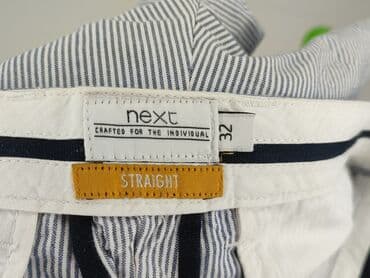 next
CRAFTED FOR THE INDIVIDUAL
32
STRAIGHT